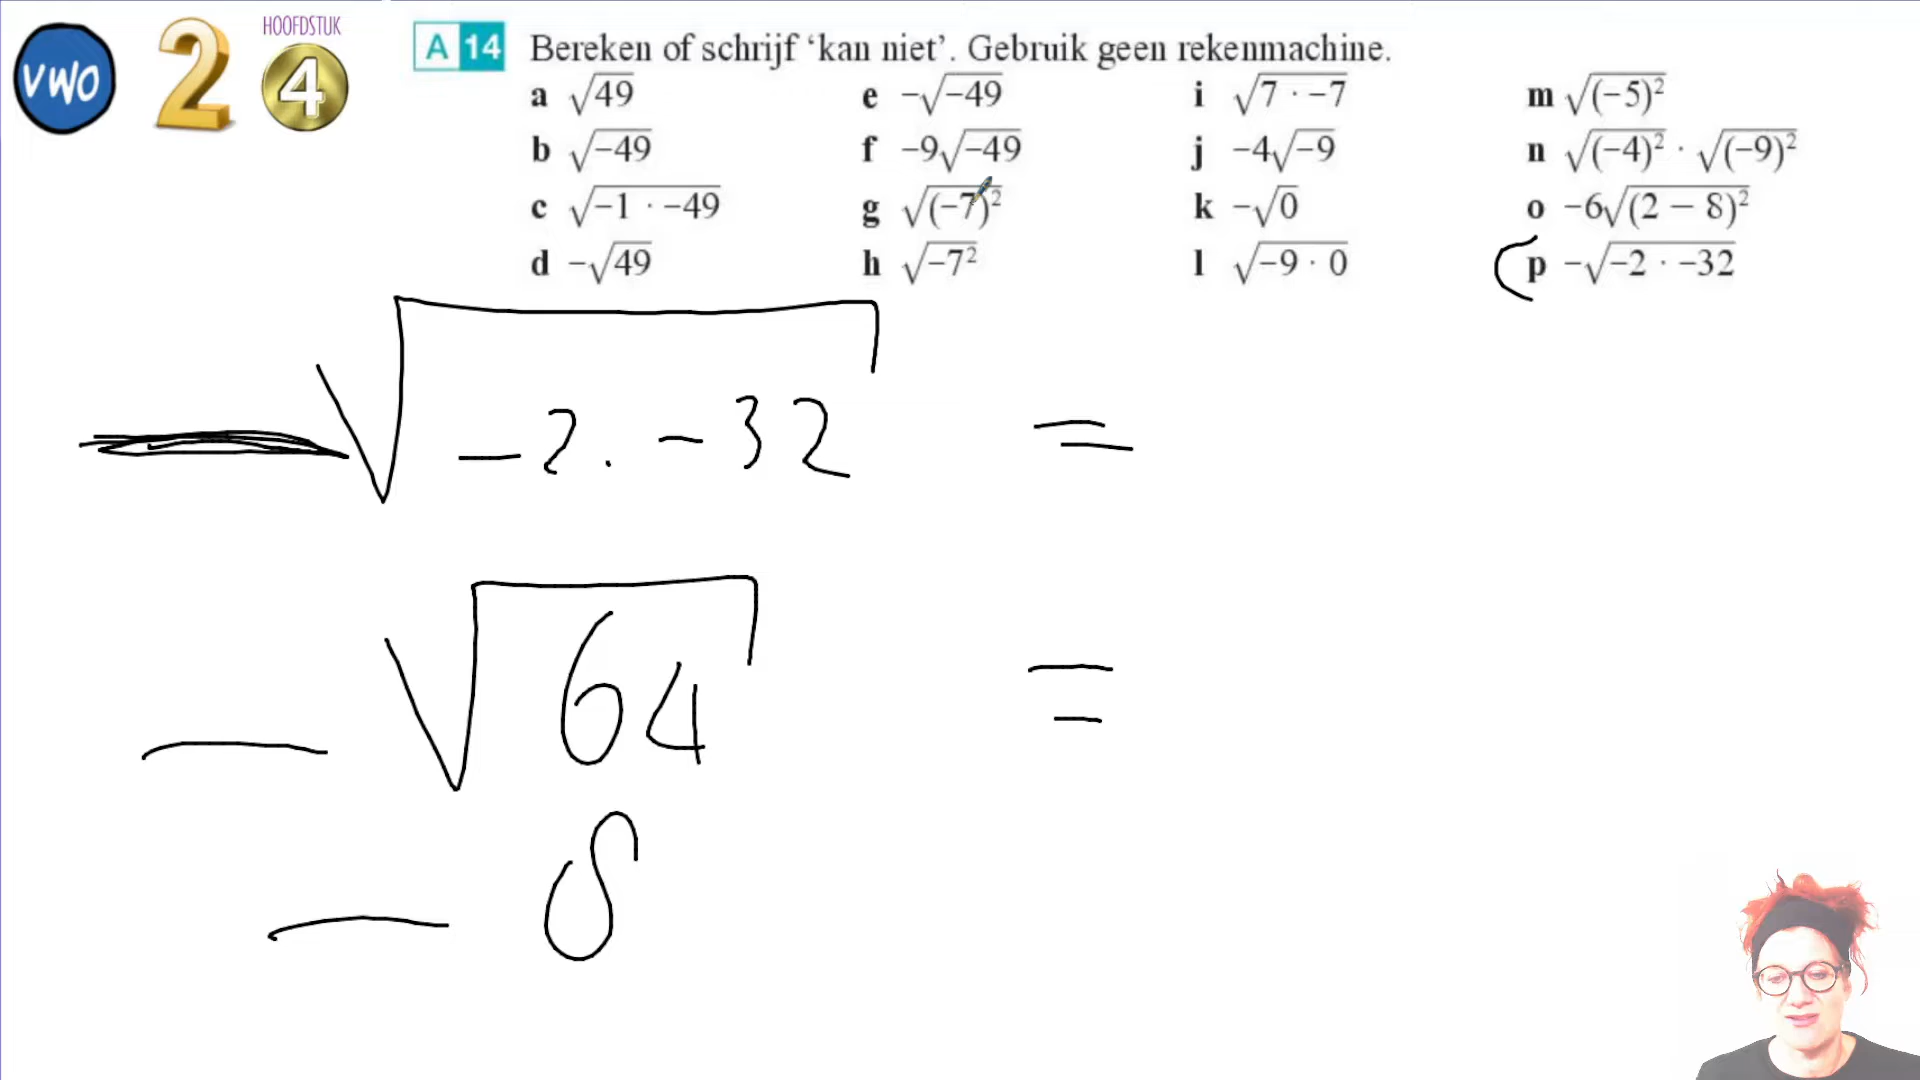 VWO 2 HOOFDSTUK 4
A 14 Bereken of schrijf ‘kan niet’. Gebruik geen rekenmachine.
a √49 e −√−49 i √7 · −7 m √(−5)²
b √−49 f −9√−49 j −4√−9 n √(−4)² · √(−9)²
c √−1 · −49 g √(−7)² k −√0 o −6√(2 − 8)²
d −√49 h √−7² l √−9 · 0 p −√−2 · −32
−√−2 · −32 =
−√64 =
−8